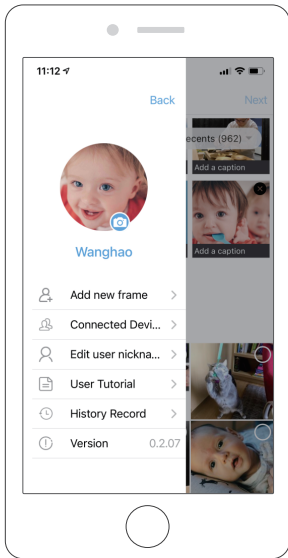 11:12
Back
Next
ecents (962)
Add a caption
Add a caption
Wanghao
Add new frame
Connected Devi...
Edit user nickna...
User Tutorial
History Record
Version 0.2.07